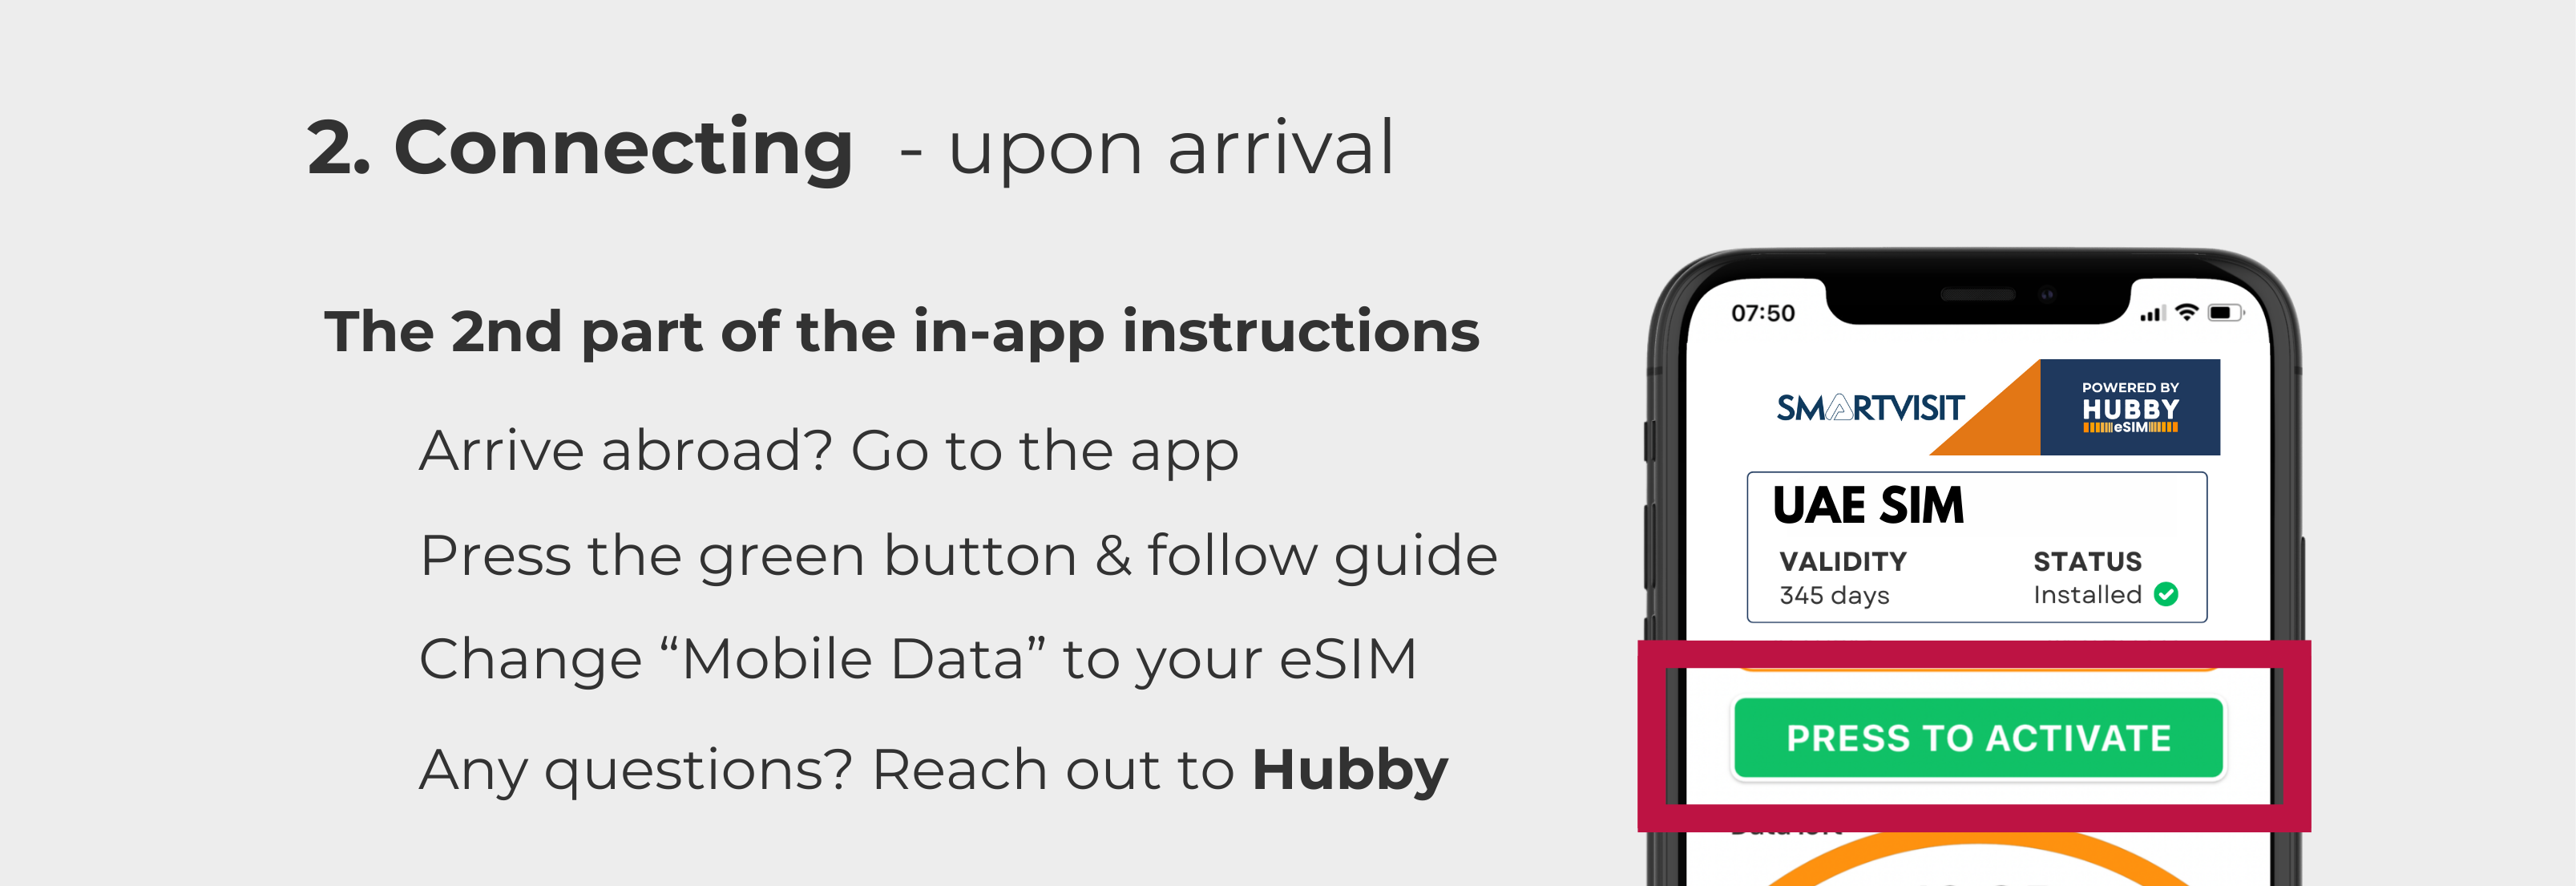 2. Connecting - upon arrival
The 2nd part of the in-app instructions
Arrive abroad? Go to the app
Press the green button & follow guide
Change “Mobile Data” to your eSIM
Any questions? Reach out to Hubby
07:50
SMARTVISIT
POWERED BY
HUBBY
eSIM
UAE SIM
VALIDITY STATUS
345 days Installed
PRESS TO ACTIVATE